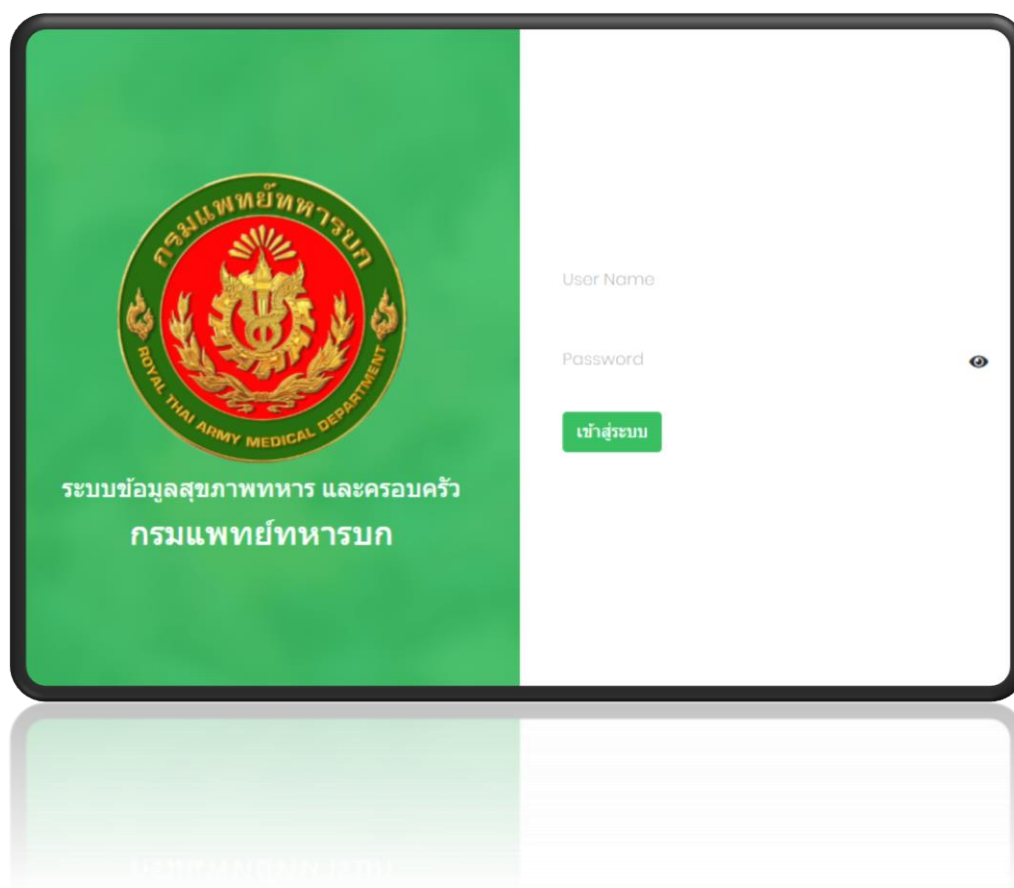 กรมแพทย์ทหารบก
ROYAL THAI ARMY MEDICAL DEPARTMENT
ระบบข้อมูลสุขภาพทหาร และครอบครัว
กรมแพทย์ทหารบก
User Name
Password
เข้าสู่ระบบ